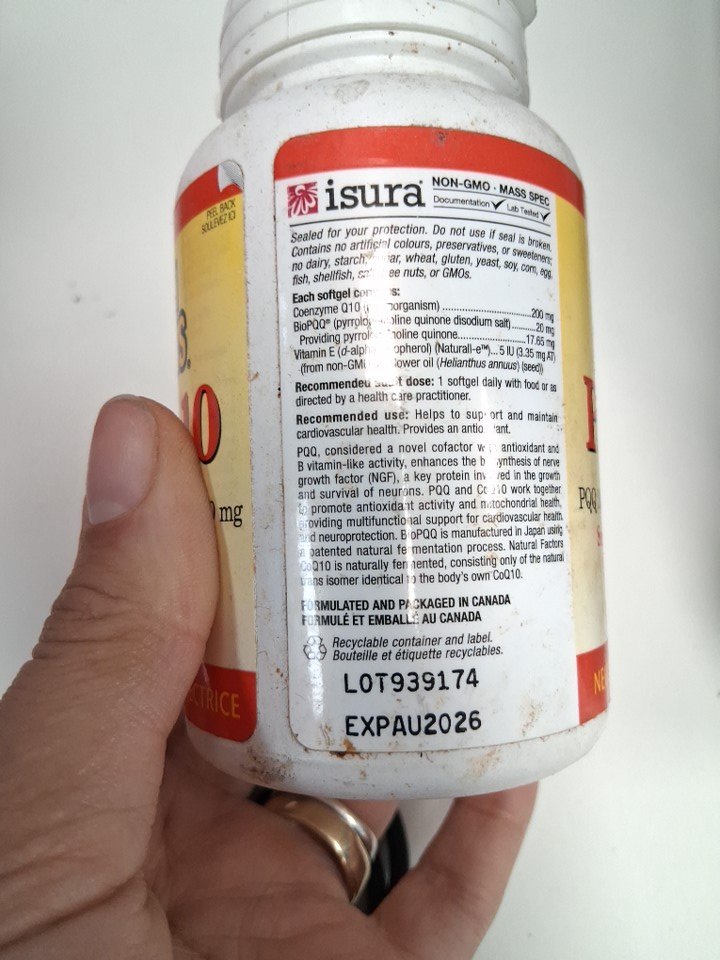 PEEL BACK
SOULEVEZ ICI
10
mg
CTRICE
isura
NON-GMO · MASS SPEC
Documentation ✓ Lab Tested ✓
Sealed for your protection. Do not use if seal is broken.
Contains no artificial colours, preservatives, or sweeteners;
no dairy, starch, wheat, gluten, yeast, soy, corn, egg,
fish, shellfish, nuts, or GMOs.
Each softgel
Coenzyme Q10 ...200 mg
BioPQQ® quinone disodium salt) ...20 mg
Providing quinone...17.65 mg
Vitamin E (Naturall-e™)...5 IU (3.35 mg AT)
(from non-GM (Helianthus annuus) (seed))
Recommended adult dose: 1 softgel daily with food or as
directed by a health care practitioner.
Recommended use: Helps to support and maintain
cardiovascular health. Provides an
PQQ, considered a novel cofactor antioxidant and
B vitamin-like activity, enhances the of nerve
growth factor (NGF), a key protein in the growth
and survival of neurons. PQQ and CoQ10 work together
to promote antioxidant activity and mitochondrial health,
providing multifunctional support for cardiovascular health
and neuroprotection. BioPQQ is manufactured in Japan using
a patented natural fermentation process. Natural Factors
CoQ10 is naturally fermented, consisting only of the natural
trans isomer identical to the body's own CoQ10.
FORMULATED AND PACKAGED IN CANADA
FORMULÉ ET EMBALLÉ AU CANADA
Recyclable container and label.
Bouteille et étiquette recyclables.
LOT939174
EXPAU2026
PQQ
NE